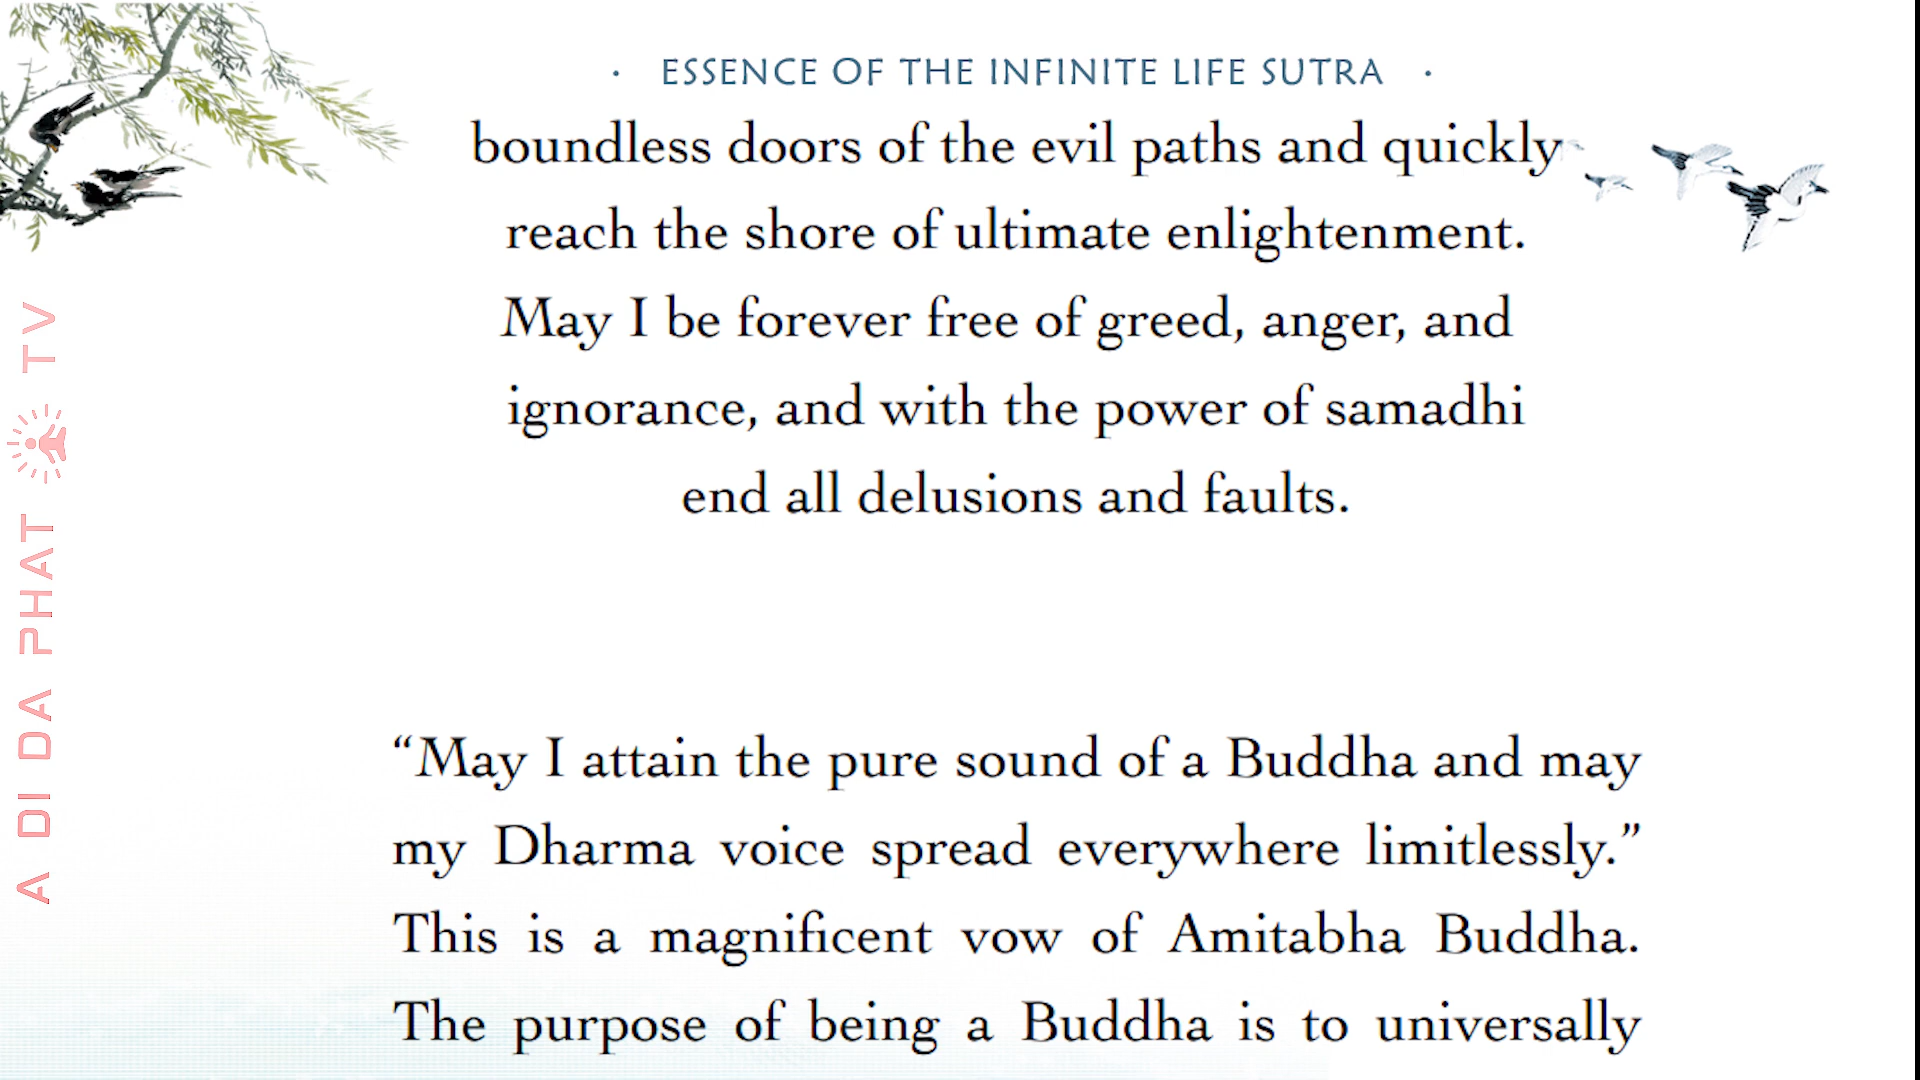 · ESSENCE OF THE INFINITE LIFE SUTRA ·
boundless doors of the evil paths and quickly
reach the shore of ultimate enlightenment.
May I be forever free of greed, anger, and
ignorance, and with the power of samadhi
end all delusions and faults.
“May I attain the pure sound of a Buddha and may
my Dharma voice spread everywhere limitlessly.”
This is a magnificent vow of Amitabha Buddha.
The purpose of being a Buddha is to universally
A DI DA PHAT TV